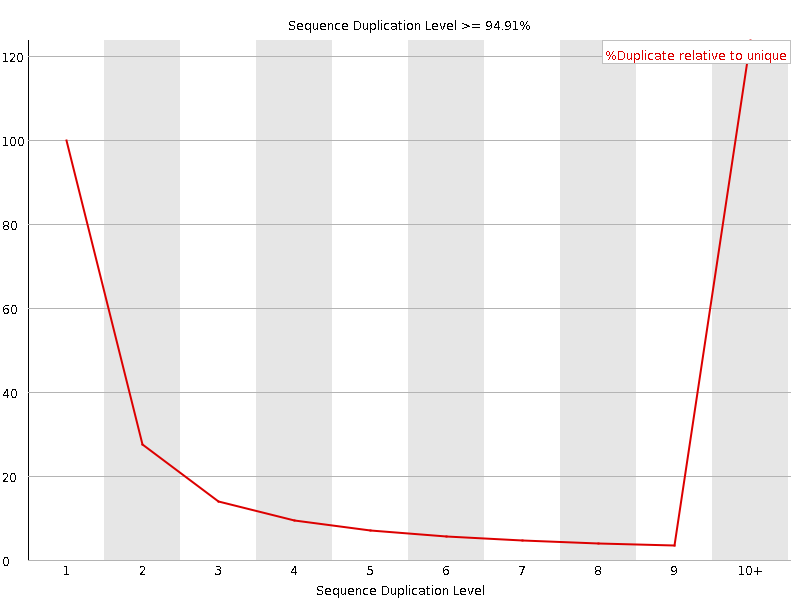 Sequence Duplication Level >= 94.91%
%Duplicate relative to unique
120
100
80
60
40
20
0
1 2 3 4 5 6 7 8 9 10+
Sequence Duplication Level